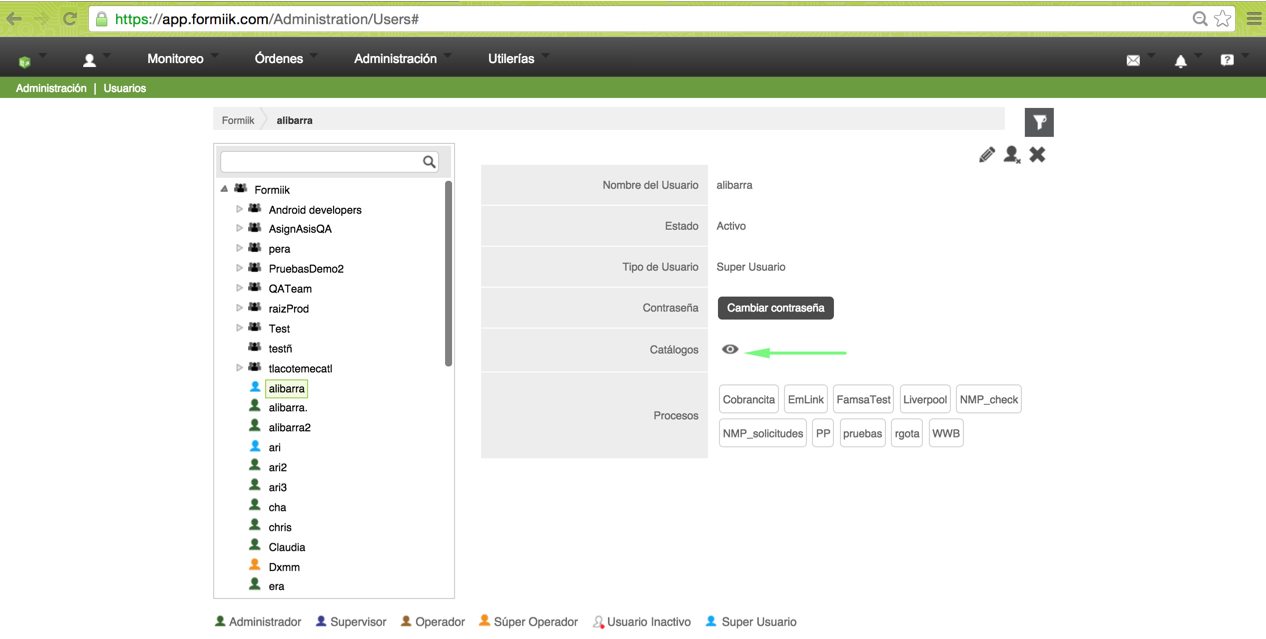 https://app.formiik.com/Administration/Users#
Monitoreo Órdenes Administración Utilerías
Administración | Usuarios
Formiik alibarra
Formiik
Android developers
AsignAsisQA
pera
PruebasDemo2
QATeam
raizProd
Test
testñ
tlacotemecatl
alibarra
alibarra.
alibarra2
ari
ari2
ari3
cha
chris
Claudia
Dxmm
era
Nombre del Usuario alibarra
Estado Activo
Tipo de Usuario Super Usuario
Contraseña Cambiar contraseña
Catálogos
Procesos
Cobrancita EmLink FamsaTest Liverpool NMP_check
NMP_solicitudes PP pruebas rgota WWB
Administrador Supervisor Operador Súper Operador Usuario Inactivo Super Usuario